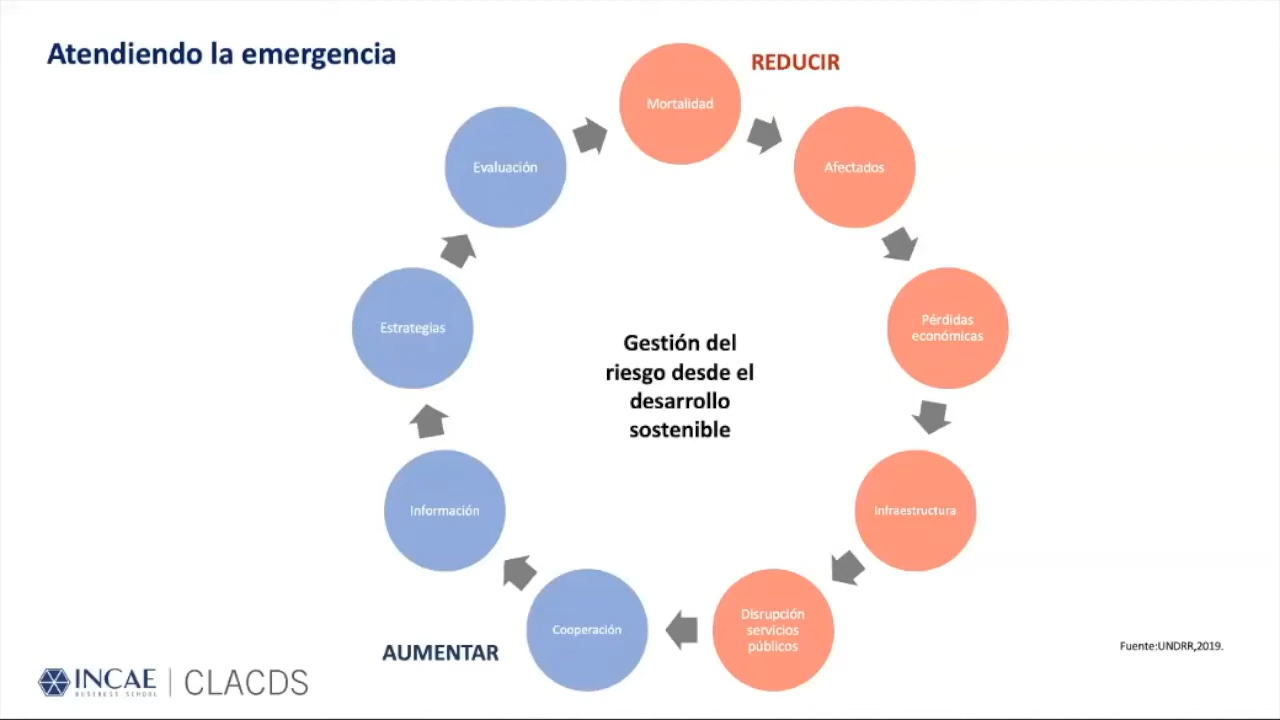 Atendiendo la emergencia
REDUCIR
Mortalidad
Afectados
Pérdidas
económicas
Infraestructura
Disrupción
servicios
públicos
Cooperación
Información
Estrategias
Evaluación
Gestión del
riesgo desde el
desarrollo
sostenible
AUMENTAR
Fuente:UNDRR,2019.
INCAE
BUSINESS SCHOOL
CLACDS